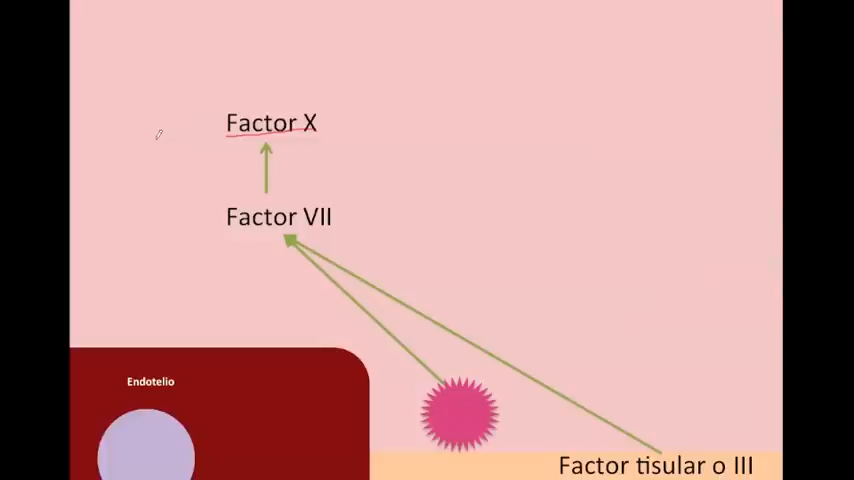 Factor X
Factor VII
Endotelio
Factor tisular o III